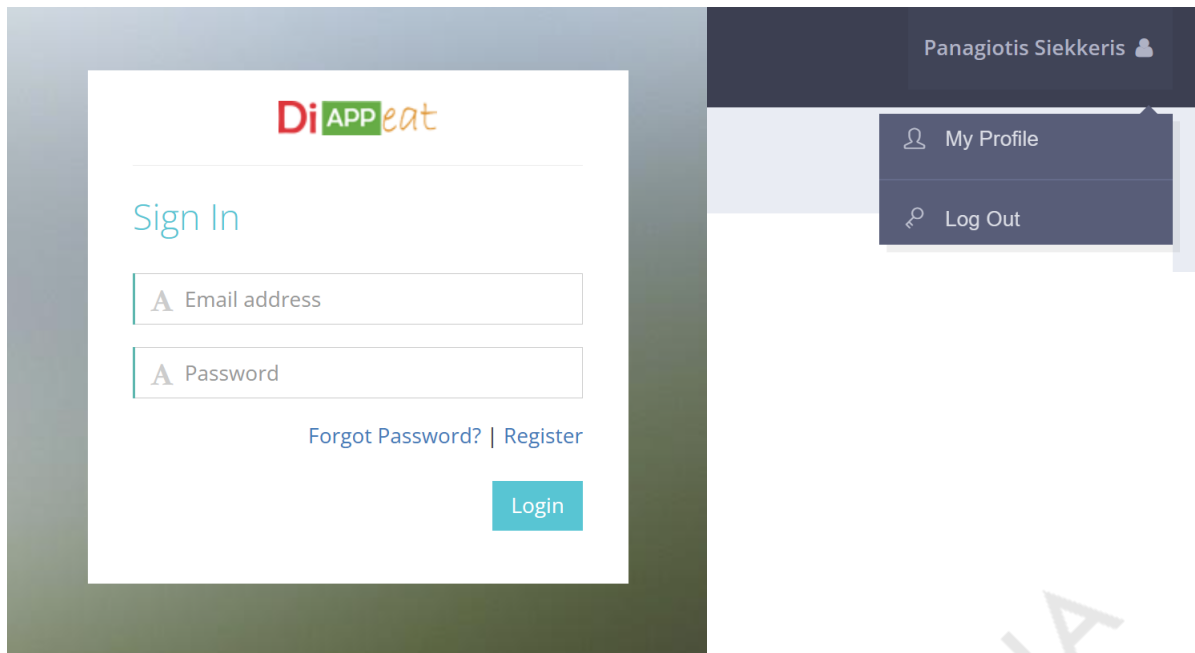 DiAPPeat
Sign In
Email address
Password
Forgot Password? | Register
Login
Panagiotis Siekkeris
My Profile
Log Out